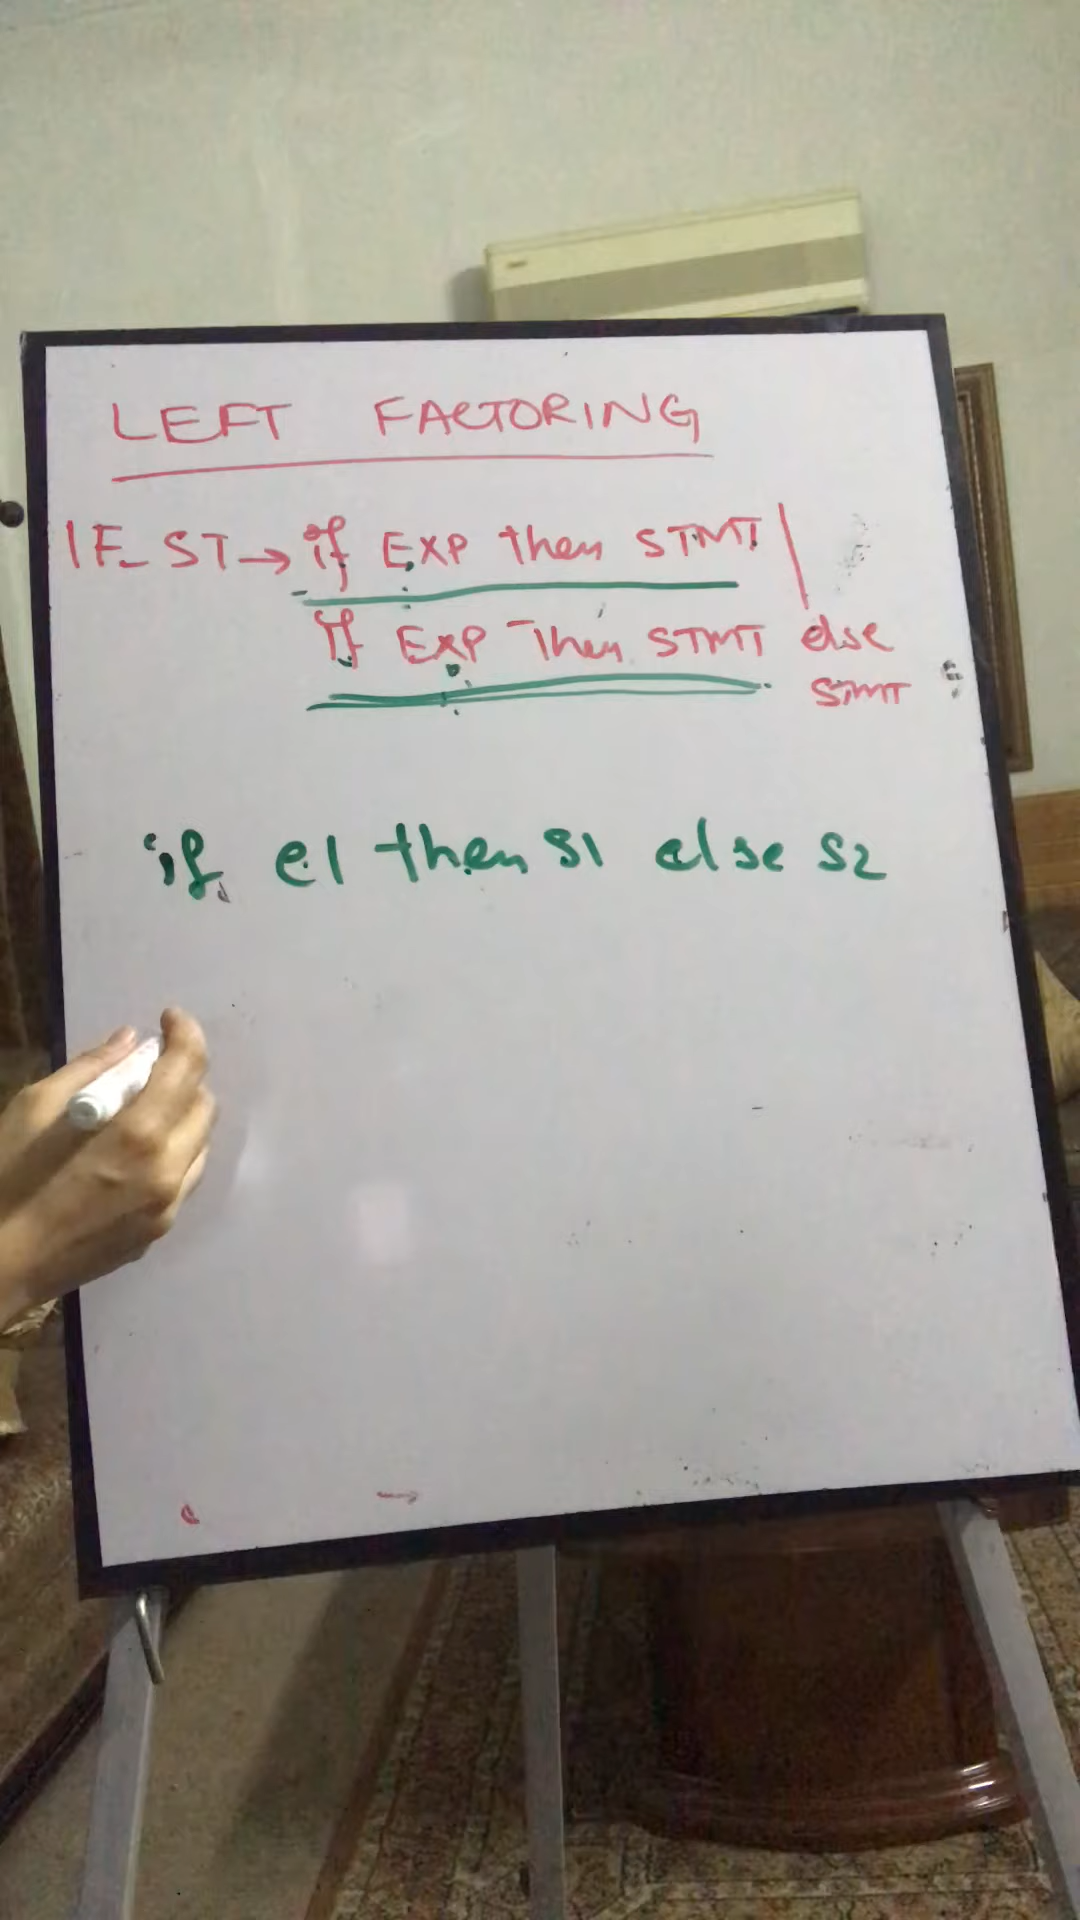 LEFT FACTORING
IF_ST → if EXP then STMT |
if EXP then STMT else
STMT
if e1 then s1 else s2